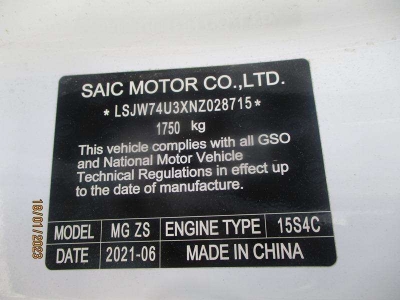 SAIC MOTOR CO.,LTD.
*LSJW74U3XNZ028715*
1750 kg
This vehicle complies with all GSO
and National Motor Vehicle
Technical Regulations in effect up
to the date of manufacture.
MODEL MG ZS ENGINE TYPE 15S4C
DATE 2021-06 MADE IN CHINA
16/01/2023